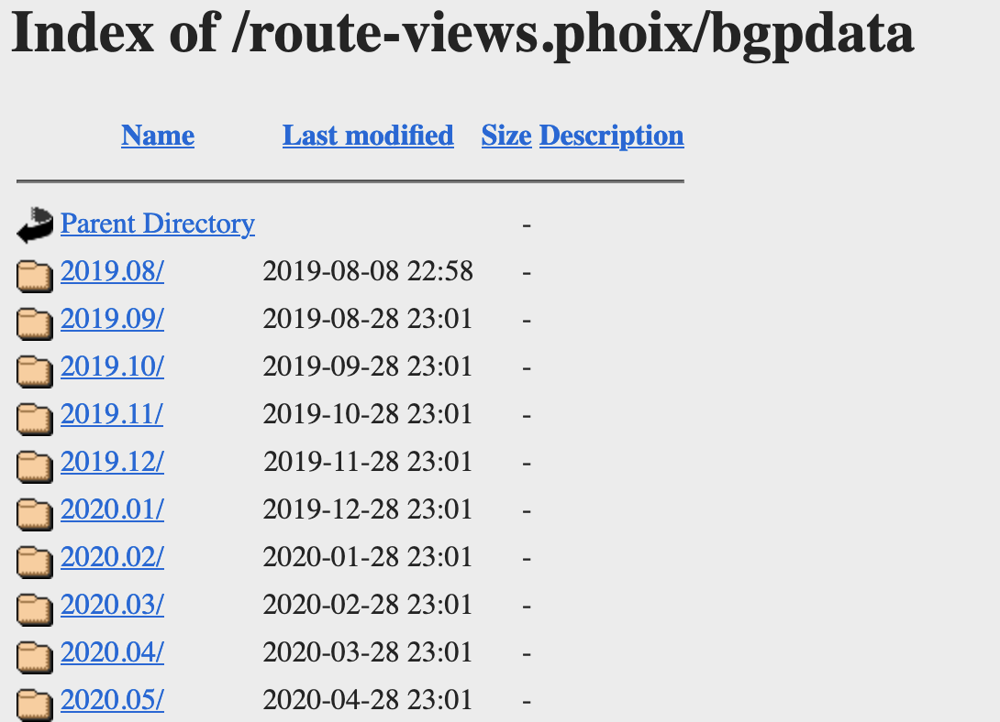 Index of /route-views.phoix/bgpdata
Name Last modified Size Description
Parent Directory -
2019.08/ 2019-08-08 22:58 -
2019.09/ 2019-08-28 23:01 -
2019.10/ 2019-09-28 23:01 -
2019.11/ 2019-10-28 23:01 -
2019.12/ 2019-11-28 23:01 -
2020.01/ 2019-12-28 23:01 -
2020.02/ 2020-01-28 23:01 -
2020.03/ 2020-02-28 23:01 -
2020.04/ 2020-03-28 23:01 -
2020.05/ 2020-04-28 23:01 -